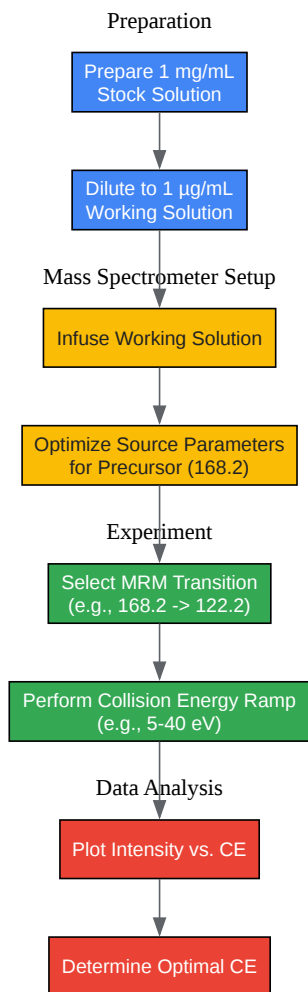 Preparation
Prepare 1 mg/mL
Stock Solution
Dilute to 1 µg/mL
Working Solution
Mass Spectrometer Setup
Infuse Working Solution
Optimize Source Parameters
for Precursor (168.2)
Experiment
Select MRM Transition
(e.g., 168.2 -> 122.2)
Perform Collision Energy Ramp
(e.g., 5-40 eV)
Data Analysis
Plot Intensity vs. CE
Determine Optimal CE